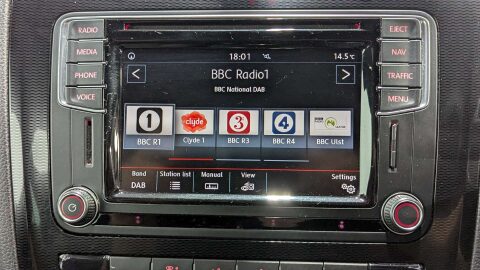 RADIO
MEDIA
PHONE
VOICE
EJECT
NAV
TRAFFIC
MENU
18:01
14.5°C
< BBC Radio1 >
BBC National DAB
1
clyde
3
4
BBC R1
Clyde 1
BBC R3
BBC R4
BBC Ulst
Band
Station list
Manual
View
Settings
DAB